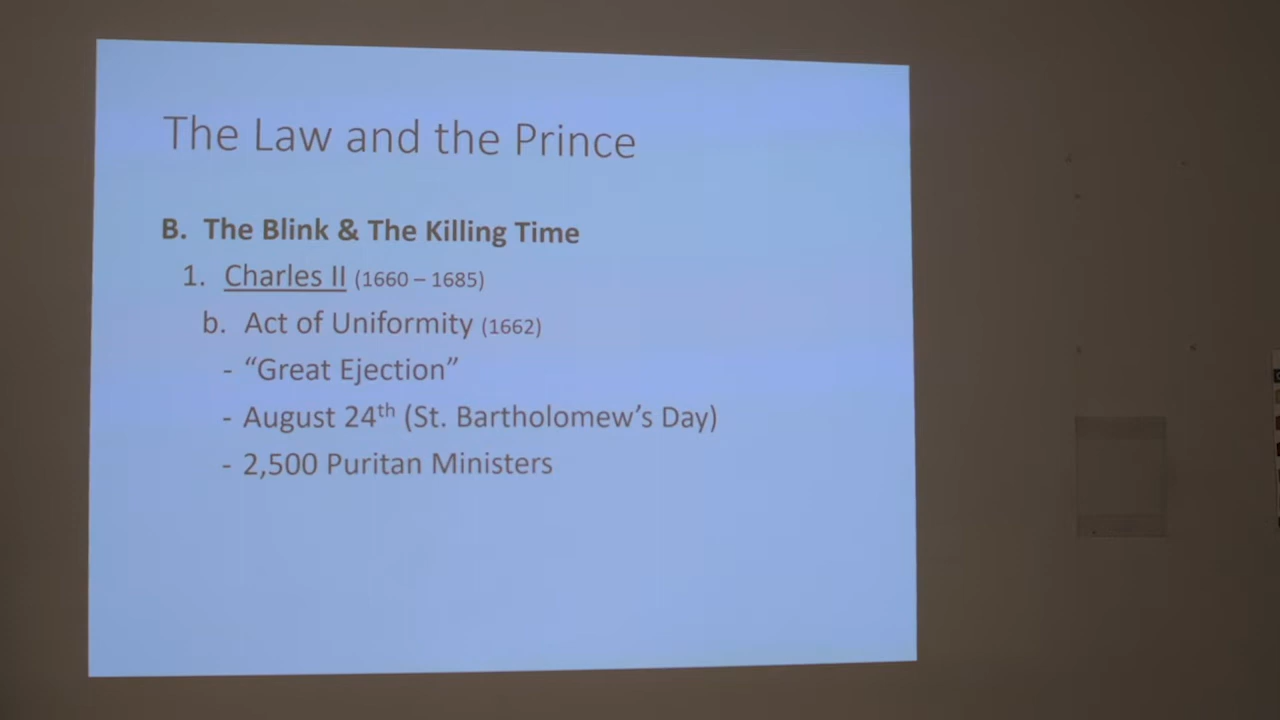 The Law and the Prince
B. The Blink & The Killing Time
1. Charles II (1660 – 1685)
b. Act of Uniformity (1662)
- “Great Ejection”
- August 24th (St. Bartholomew’s Day)
- 2,500 Puritan Ministers